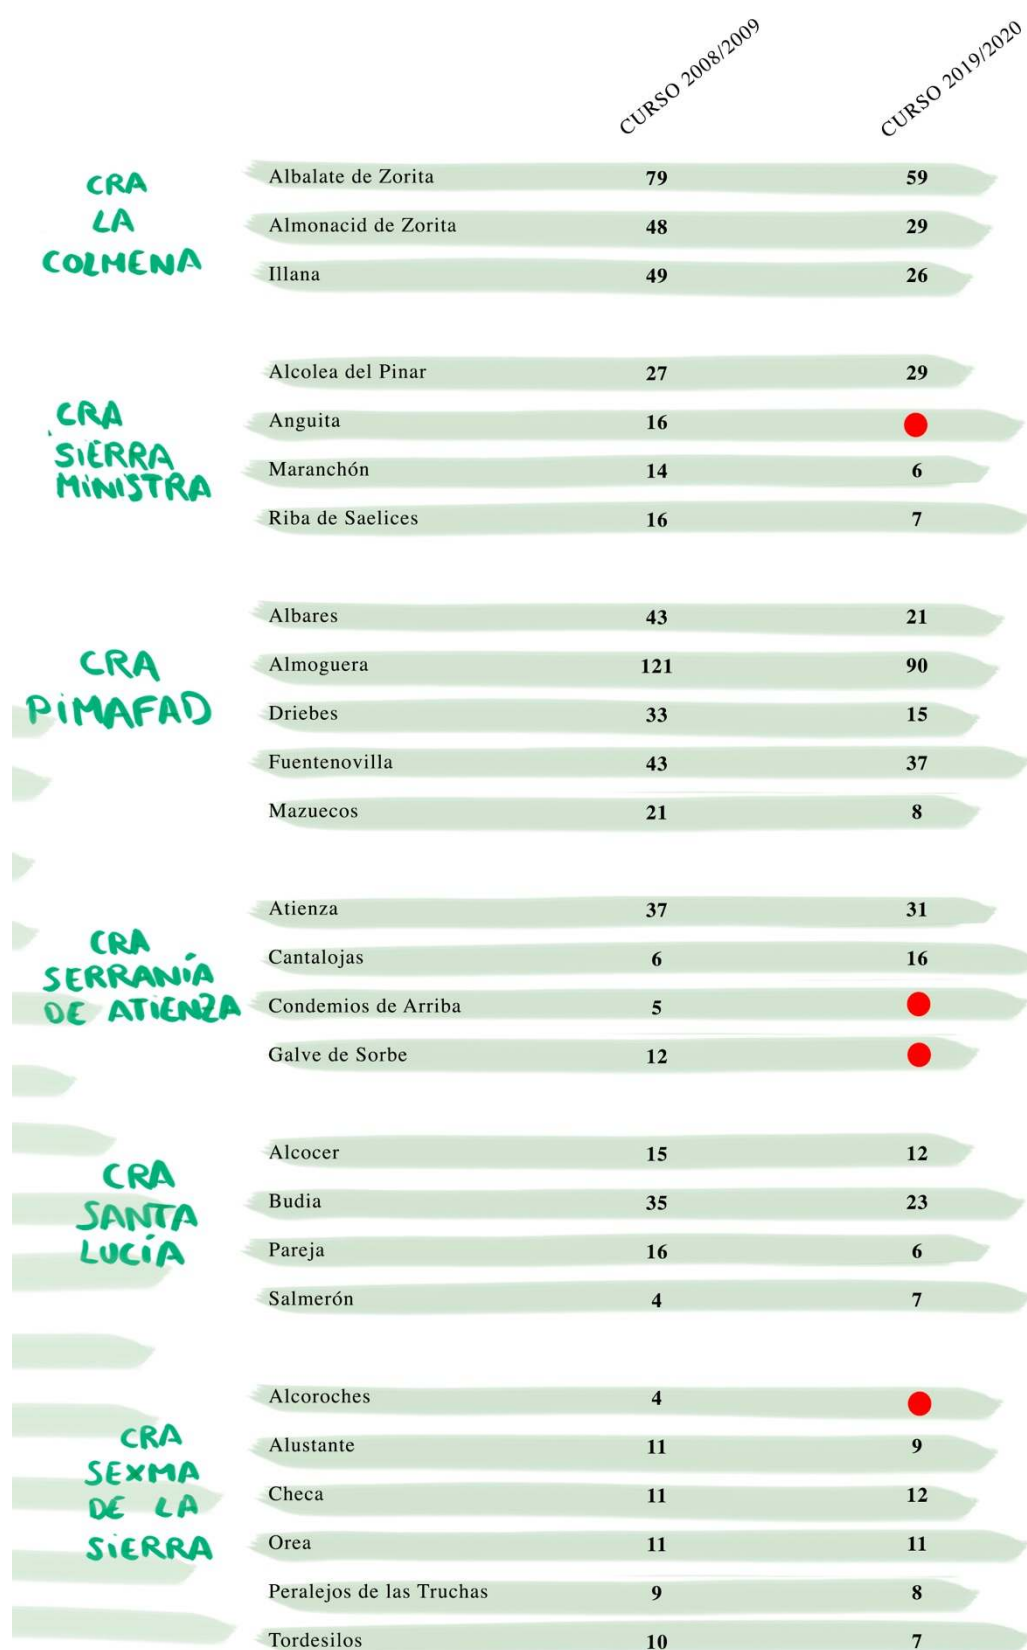 CURSO 2008/2009 CURSO 2019/2020
CRA
LA
COLMENA
Albalate de Zorita 79 59
Almonacid de Zorita 48 29
Illana 49 26
CRA
SIERRA
MINISTRA
Alcolea del Pinar 27 29
Anguita 16
Maranchón 14 6
Riba de Saelices 16 7
CRA
PIMAFAD
Albares 43 21
Almoguera 121 90
Driebes 33 15
Fuentenovilla 43 37
Mazuecos 21 8
CRA
SERRANÍA
DE ATIENZA
Atienza 37 31
Cantalojas 6 16
Condemios de Arriba 5
Galve de Sorbe 12
CRA
SANTA
LUCÍA
Alcocer 15 12
Budia 35 23
Pareja 16 6
Salmerón 4 7
CRA
SEXMA
DE LA
SIERRA
Alcoroches 4
Alustante 11 9
Checa 11 12
Orea 11 11
Peralejos de las Truchas 9 8
Tordesilos 10 7